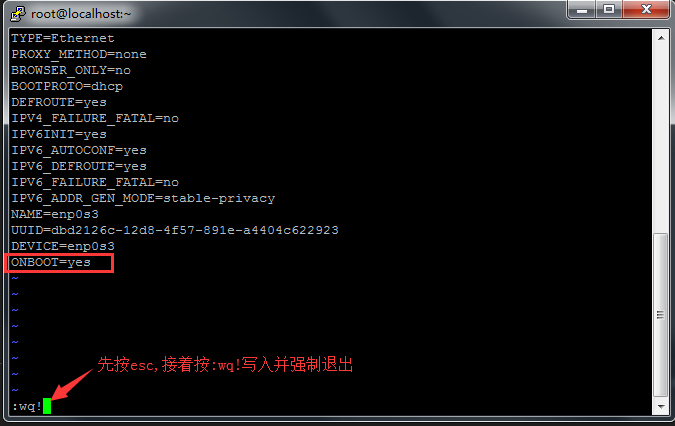 root@localhost:~
TYPE=Ethernet
PROXY_METHOD=none
BROWSER_ONLY=no
BOOTPROTO=dhcp
DEFROUTE=yes
IPV4_FAILURE_FATAL=no
IPV6INIT=yes
IPV6_AUTOCONF=yes
IPV6_DEFROUTE=yes
IPV6_FAILURE_FATAL=no
IPV6_ADDR_GEN_MODE=stable-privacy
NAME=enp0s3
UUID=dbd2126c-12d8-4f57-891e-a4404c622923
DEVICE=enp0s3
ONBOOT=yes
~
~
~
~
~
~
先按esc,接着按:wq!写入并强制退出
~
~
:wq!